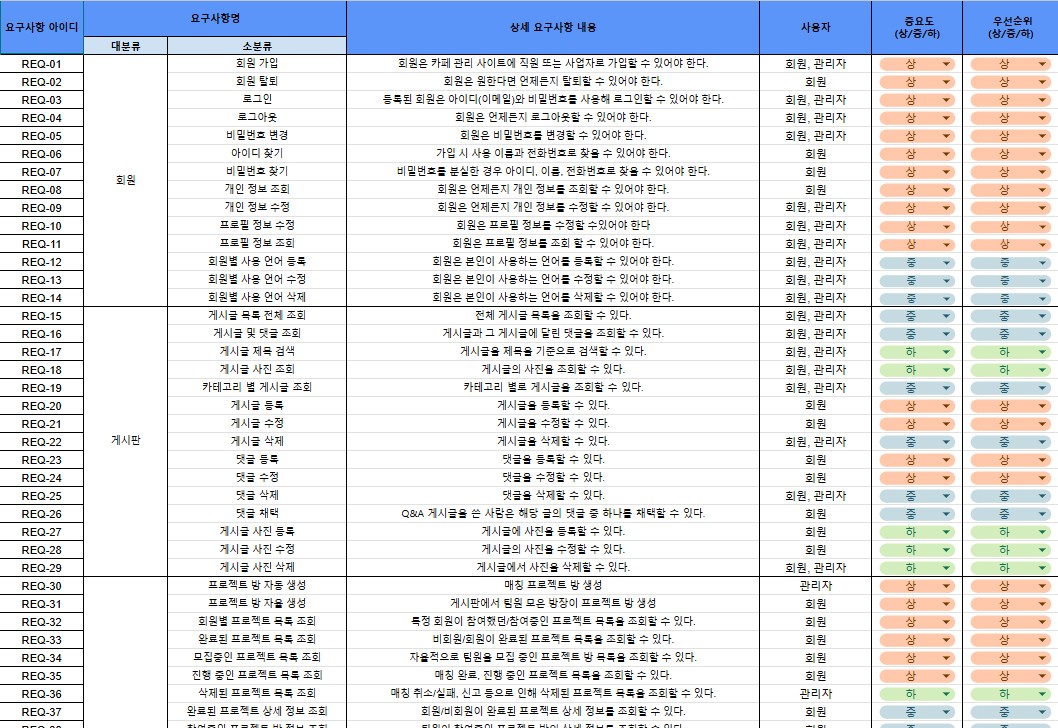 요구사항 아이디 요구사항명 상세 요구사항 내용 사용자 중요도 (상/중/하) 우선순위 (상/중/하)
대분류 소분류
REQ-01 회원 가입 회원은 카페 관리 사이트에 직원 또는 사업자로 가입할 수 있어야 한다. 회원, 관리자 상 상
REQ-02 회원 탈퇴 회원은 원한다면 언제든지 탈퇴할 수 있어야 한다. 회원 상 상
REQ-03 로그인 등록된 회원은 아이디(이메일)와 비밀번호를 사용해 로그인할 수 있어야 한다. 회원, 관리자 상 상
REQ-04 로그아웃 회원은 언제든지 로그아웃할 수 있어야 한다. 회원, 관리자 상 상
REQ-05 비밀번호 변경 회원은 비밀번호를 변경할 수 있어야 한다. 회원, 관리자 상 상
REQ-06 아이디 찾기 가입 시 사용 이름과 전화번호로 찾을 수 있어야 한다. 회원 상 상
REQ-07 비밀번호 찾기 비밀번호를 분실한 경우 아이디, 이름, 전화번호로 찾을 수 있어야 한다. 회원 상 상
회원
REQ-08 개인 정보 조회 회원은 언제든지 개인 정보를 조회할 수 있어야 한다. 회원 상 상
REQ-09 개인 정보 수정 회원은 언제든지 개인 정보를 수정할 수 있어야 한다. 회원, 관리자 상 상
REQ-10 프로필 정보 수정 회원은 프로필 정보를 수정할 수있어야 한다 회원, 관리자 상 상
REQ-11 프로필 정보 조회 회원은 프로필 정보를 조회 할 수 있어야 한다. 회원, 관리자 상 상
REQ-12 회원별 사용 언어 등록 회원은 본인이 사용하는 언어를 등록할 수 있어야 한다. 회원, 관리자 중 중
REQ-13 회원별 사용 언어 수정 회원은 본인이 사용하는 언어를 수정할 수 있어야 한다. 회원, 관리자 중 중
REQ-14 회원별 사용 언어 삭제 회원은 본인이 사용하는 언어를 삭제할 수 있어야 한다. 회원, 관리자 중 중
REQ-15 게시글 목록 전체 조회 전체 게시글 목록을 조회할 수 있다. 회원, 관리자 중 중
REQ-16 게시글 및 댓글 조회 게시글과 그 게시글에 달린 댓글을 조회할 수 있다. 회원, 관리자 중 중
REQ-17 게시글 제목 검색 게시글을 제목을 기준으로 검색할 수 있다. 회원, 관리자 하 하
REQ-18 게시글 사진 조회 게시글의 사진을 조회할 수 있다. 회원, 관리자 하 하
REQ-19 카테고리 별 게시글 조회 카테고리 별로 게시글을 조회할 수 있다. 회원, 관리자 중 중
REQ-20 게시글 등록 게시글을 등록할 수 있다. 회원 상 상
REQ-21 게시글 수정 게시글을 수정할 수 있다. 회원 상 상
게시판
REQ-22 게시글 삭제 게시글을 삭제할 수 있다. 회원, 관리자 중 중
REQ-23 댓글 등록 댓글을 등록할 수 있다. 회원 상 상
REQ-24 댓글 수정 댓글을 수정할 수 있다. 회원 상 상
REQ-25 댓글 삭제 댓글을 삭제할 수 있다. 회원, 관리자 중 중
REQ-26 댓글 채택 Q&A 게시글을 쓴 사람은 해당 글의 댓글 중 하나를 채택할 수 있다. 회원 중 중
REQ-27 게시글 사진 등록 게시글에 사진을 등록할 수 있다. 회원 하 하
REQ-28 게시글 사진 수정 게시글의 사진을 수정할 수 있다. 회원 하 하
REQ-29 게시글 사진 삭제 게시글에서 사진을 삭제할 수 있다. 회원, 관리자 하 하
REQ-30 프로젝트 방 자동 생성 매칭 프로젝트 방 생성 관리자 상 상
REQ-31 프로젝트 방 자율 생성 게시판에서 팀원 모은 방장이 프로젝트 방 생성 회원 상 상
REQ-32 회원별 프로젝트 목록 조회 특정 회원이 참여했던/참여중인 프로젝트 목록을 조회할 수 있다. 회원 상 상
REQ-33 완료된 프로젝트 목록 조회 비회원/회원이 완료된 프로젝트 목록을 조회할 수 있다. 회원 중 중
REQ-34 모집중인 프로젝트 목록 조회 자율적으로 팀원을 모집 중인 프로젝트 방 목록을 조회할 수 있다. 회원 상 상
REQ-35 진행 중인 프로젝트 목록 조회 매칭 완료, 진행 중인 프로젝트 목록을 조회할 수 있다. 회원 상 상
REQ-36 삭제된 프로젝트 목록 조회 매칭 취소/실패, 신고 등으로 인해 삭제된 프로젝트 목록을 조회할 수 있다. 관리자 하 하
REQ-37 완료된 프로젝트 상세 정보 조회 회원/비회원이 완료된 프로젝트 상세 정보를 조회할 수 있다. 회원 중 중